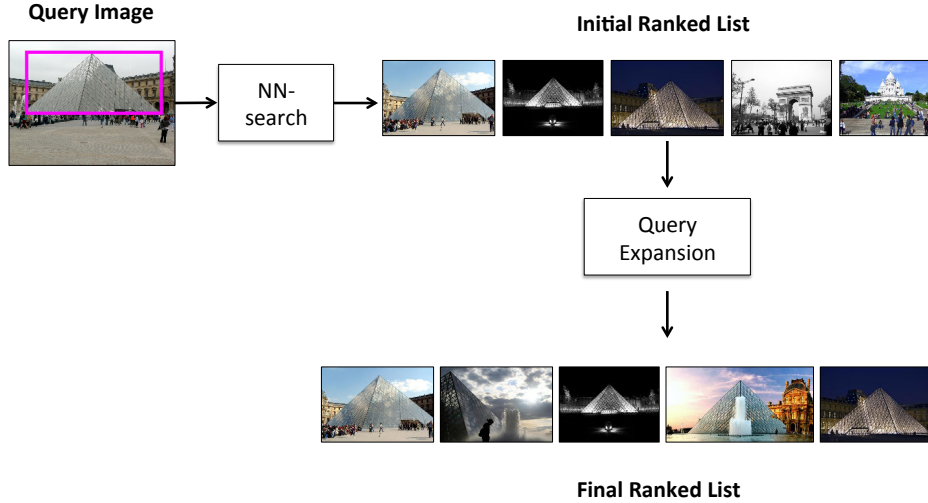 Query Image
Initial Ranked List
NN-
search
Query
Expansion
Final Ranked List